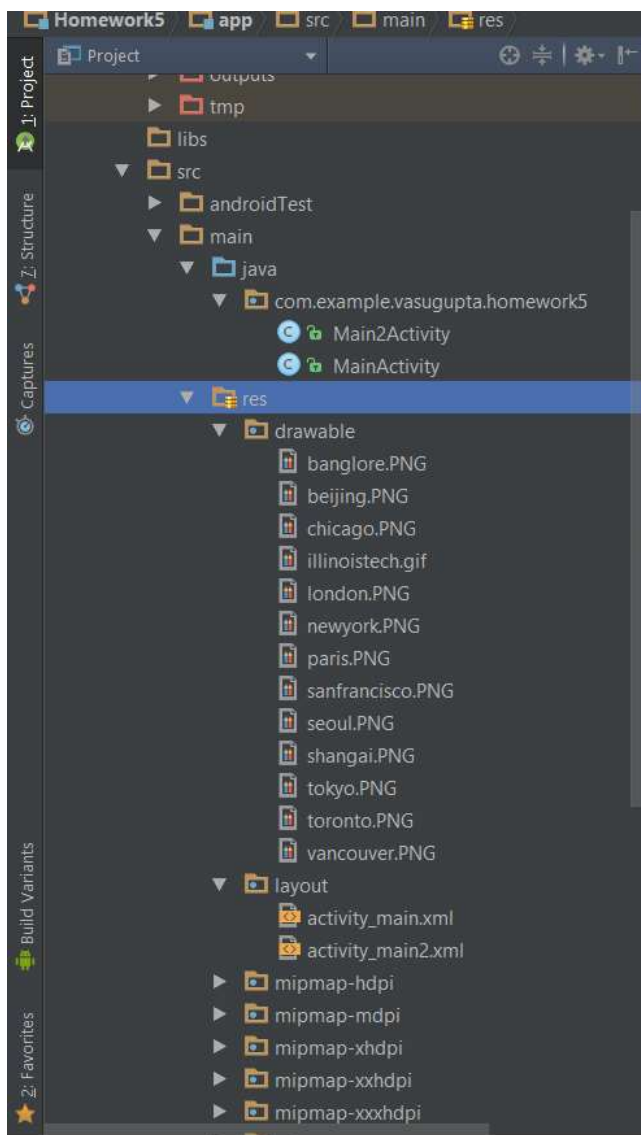 Homework5 app src main res
Project
outputs
tmp
libs
src
androidTest
main
java
com.example.vasugupta.homework5
Main2Activity
MainActivity
res
drawable
banglore.PNG
beijing.PNG
chicago.PNG
illinoistech.gif
london.PNG
newyork.PNG
paris.PNG
sanfrancisco.PNG
seoul.PNG
shangai.PNG
tokyo.PNG
toronto.PNG
vancouver.PNG
layout
activity_main.xml
activity_main2.xml
mipmap-hdpi
mipmap-mdpi
mipmap-xhdpi
mipmap-xxhdpi
mipmap-xxxhdpi
1: Project
7: Structure
Captures
Build Variants
2: Favorites